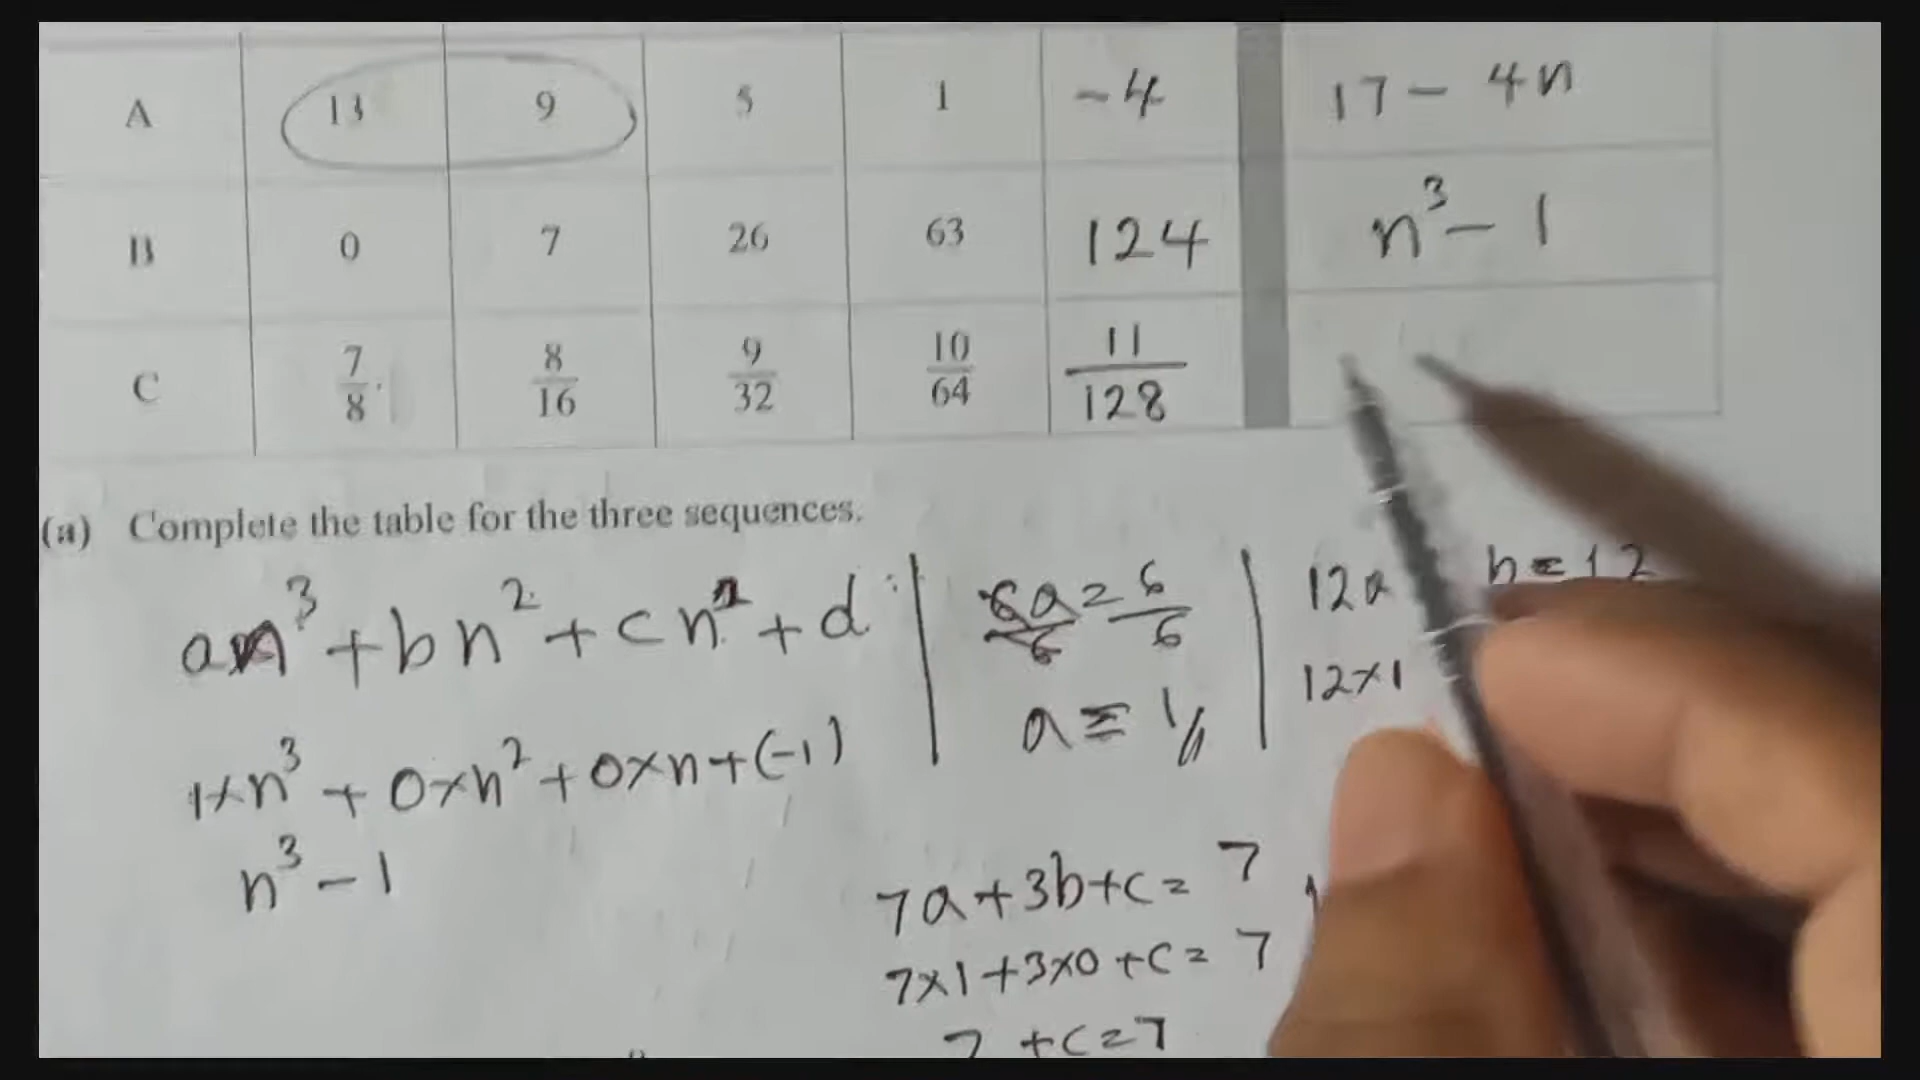 A 13 9 5 1 -4 17 - 4n
B 0 7 26 63 124 n³ - 1
C 7/8 8/16 9/32 10/64 11/128
(a) Complete the table for the three sequences.
an³ + bn² + cn + d
1×n³ + 0×n² + 0×n + (-1)
n³ - 1
6a/6 = 6/6
a = 1
12a b = 12
12×1
7a + 3b + c = 7
7×1 + 3×0 + c = 7
7 + c = 7